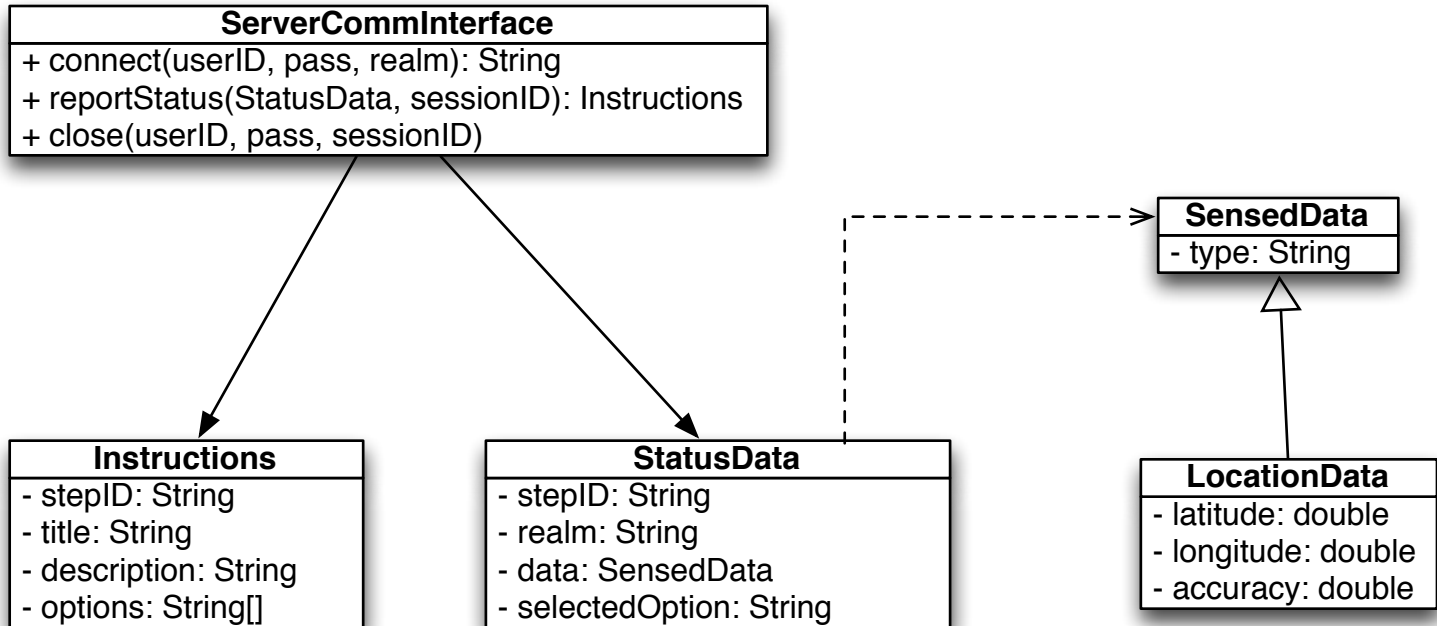 ServerCommInterface
+ connect(userID, pass, realm): String
+ reportStatus(StatusData, sessionID): Instructions
+ close(userID, pass, sessionID)
SensedData
- type: String
Instructions
- stepID: String
- title: String
- description: String
- options: String[]
StatusData
- stepID: String
- realm: String
- data: SensedData
- selectedOption: String
LocationData
- latitude: double
- longitude: double
- accuracy: double